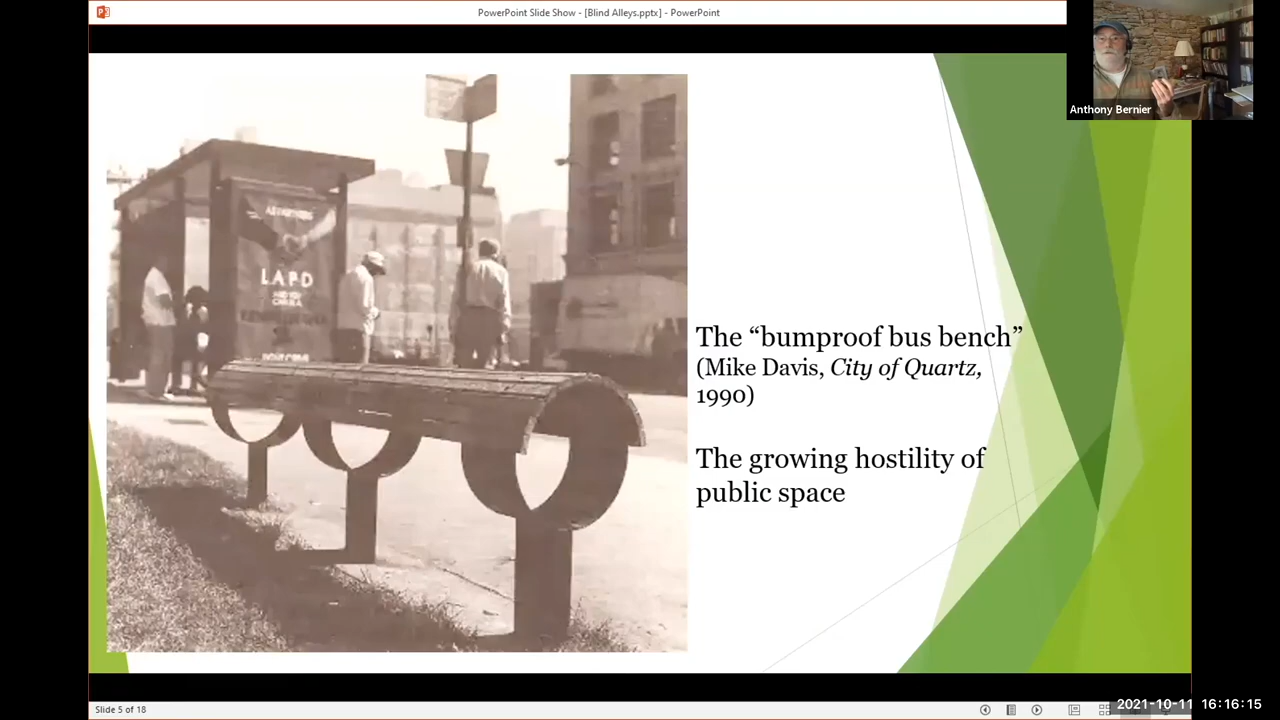 PowerPoint Slide Show - [Blind Alleys.pptx] - PowerPoint
Anthony Bernier
LAPD
The “bumproof bus bench”
(Mike Davis, City of Quartz,
1990)
The growing hostility of
public space
Slide 5 of 18
2021-10-11 16:16:15